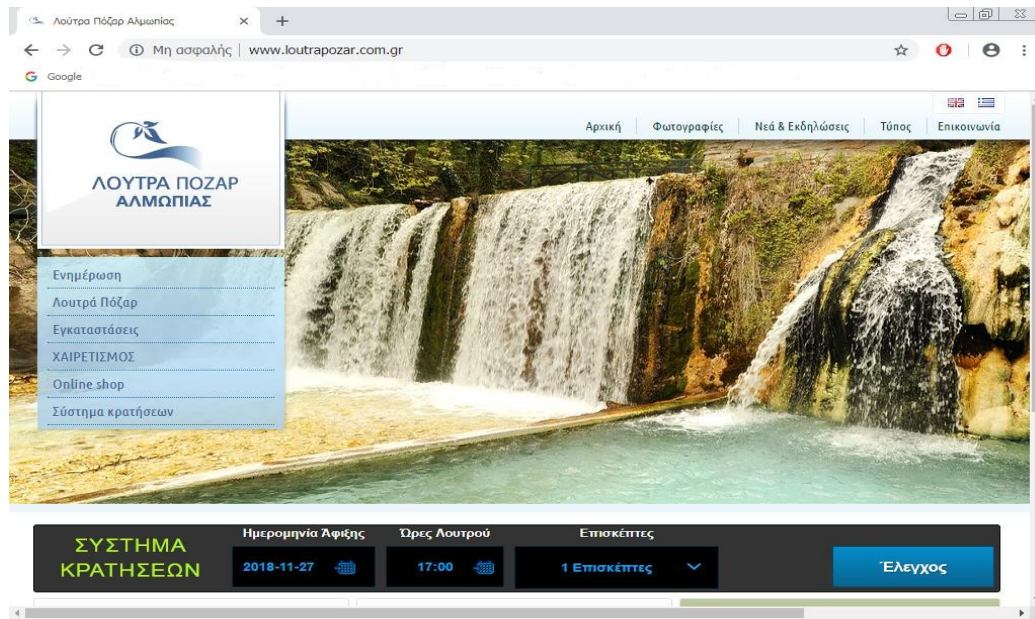 Λούτρα Πόζαρ Αλμωπίας
Μη ασφαλής | www.loutrapozar.com.gr
Google
ΛΟΥΤΡΑ ΠΟΖΑΡ
ΑΛΜΩΠΙΑΣ
Αρχική Φωτογραφίες Νεά & Εκδηλώσεις Τύπος Επικοινωνία
Ενημέρωση
Λουτρά Πόζαρ
Εγκαταστάσεις
ΧΑΙΡΕΤΙΣΜΟΣ
Online shop
Σύστημα κρατήσεων
ΣΥΣΤΗΜΑ
ΚΡΑΤΗΣΕΩΝ
Ημερομηνία Άφιξης Ώρες Λουτρού Επισκέπτες
2018-11-27 17:00 1 Επισκέπτες
Έλεγχος